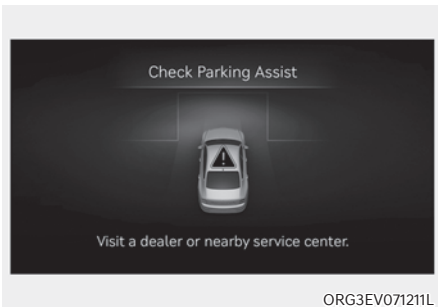 Check Parking Assist
Visit a dealer or nearby service center.
ORG3EV071211L